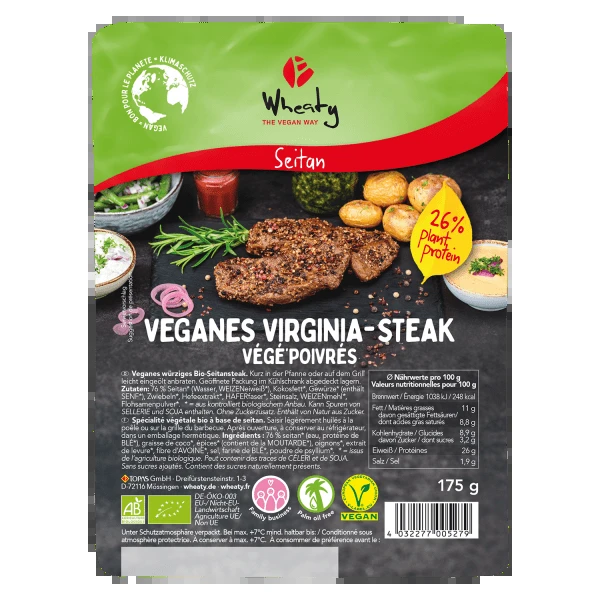 VEGAN • BON POUR LE PLANETE • KLIMASCHUTZ
Wheaty
THE VEGAN WAY
Seitan
26%
plant
protein
VEGANES VIRGINIA-STEAK
VÉGÉ'POIVRÉS
Veganes würziges Bio-Seitansteak. Kurz in der Pfanne oder auf dem Grill
leicht eingeölt anbraten. Geöffnete Packung im Kühlschrank abgedeckt lagern.
Zutaten: 76 % Seitan* (Wasser, WEIZENeiweiß*), Kokosfett*, Gewürze* (enthält
SENF*), Zwiebeln*, Hefeextrakt*, HAFERfaser*, Steinsalz, WEIZENmehl*,
Flohsamenpulver*. *= aus kontrolliert biologischem Anbau. Kann Spuren von
SELLERIE und SOJA enthalten. Ohne Zuckerzusatz. Enthält von Natur aus Zucker.
Spécialité végétale bio à base de seitan. Saisir légèrement huilés à la
poêle ou sur la grille du barbecue. Après ouverture, à conserver au réfrigérateur,
dans un emballage hermétique. Ingrédients : 76 % seitan* (eau, protéine de
BLÉ*), graisse de coco*, épices* (contient de la MOUTARDE*), oignons*, extrait
de levure*, fibre d'AVOINE*, sel, farine de BLÉ*, poudre de psyllium*. * = issus
de l'agriculture biologique. Peut contenir des traces de CÉLERI et de SOJA.
Sans sucres ajoutés. Contient des sucres naturellement présents.
Ø Nährwerte pro 100 g
Valeurs nutritionnelles pour 100 g
Brennwert / Énergie 1038 kJ / 248 kcal
Fett / Matières grasses 11 g
davon gesättigte Fettsäuren/
dont acides gras saturés 8,8 g
Kohlenhydrate / Glucides 8,9 g
davon Zucker / dont sucres 3,2 g
Eiweiß / Protéines 26 g
Salz / Sel 1,9 g
TOPAS GmbH · Dreifürstensteinstr. 1-3
D-72116 Mössingen · wheaty.de · wheaty.fr
175 g
AB
DE-ÖKO-003
EU-/ Nicht-EU-
Landwirtschaft
Agriculture UE/
Non UE
Family business
Palm oil free
VEGAN
4 032277 005279
Unter Schutzatmosphäre verpackt. Bei max. +7°C mind. haltbar bis: / Conditionné sous
atmosphère protectrice. À conserver à max. +7°C. À consommer de préférence avant le :